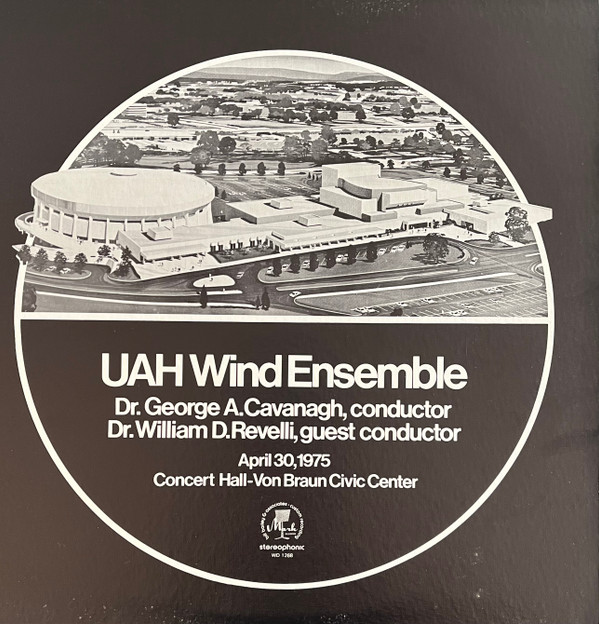 UAH Wind Ensemble
Dr. George A. Cavanagh, conductor
Dr. William D. Revelli, guest conductor
April 30, 1975
Concert Hall-Von Braun Civic Center
Mark
stereophonic